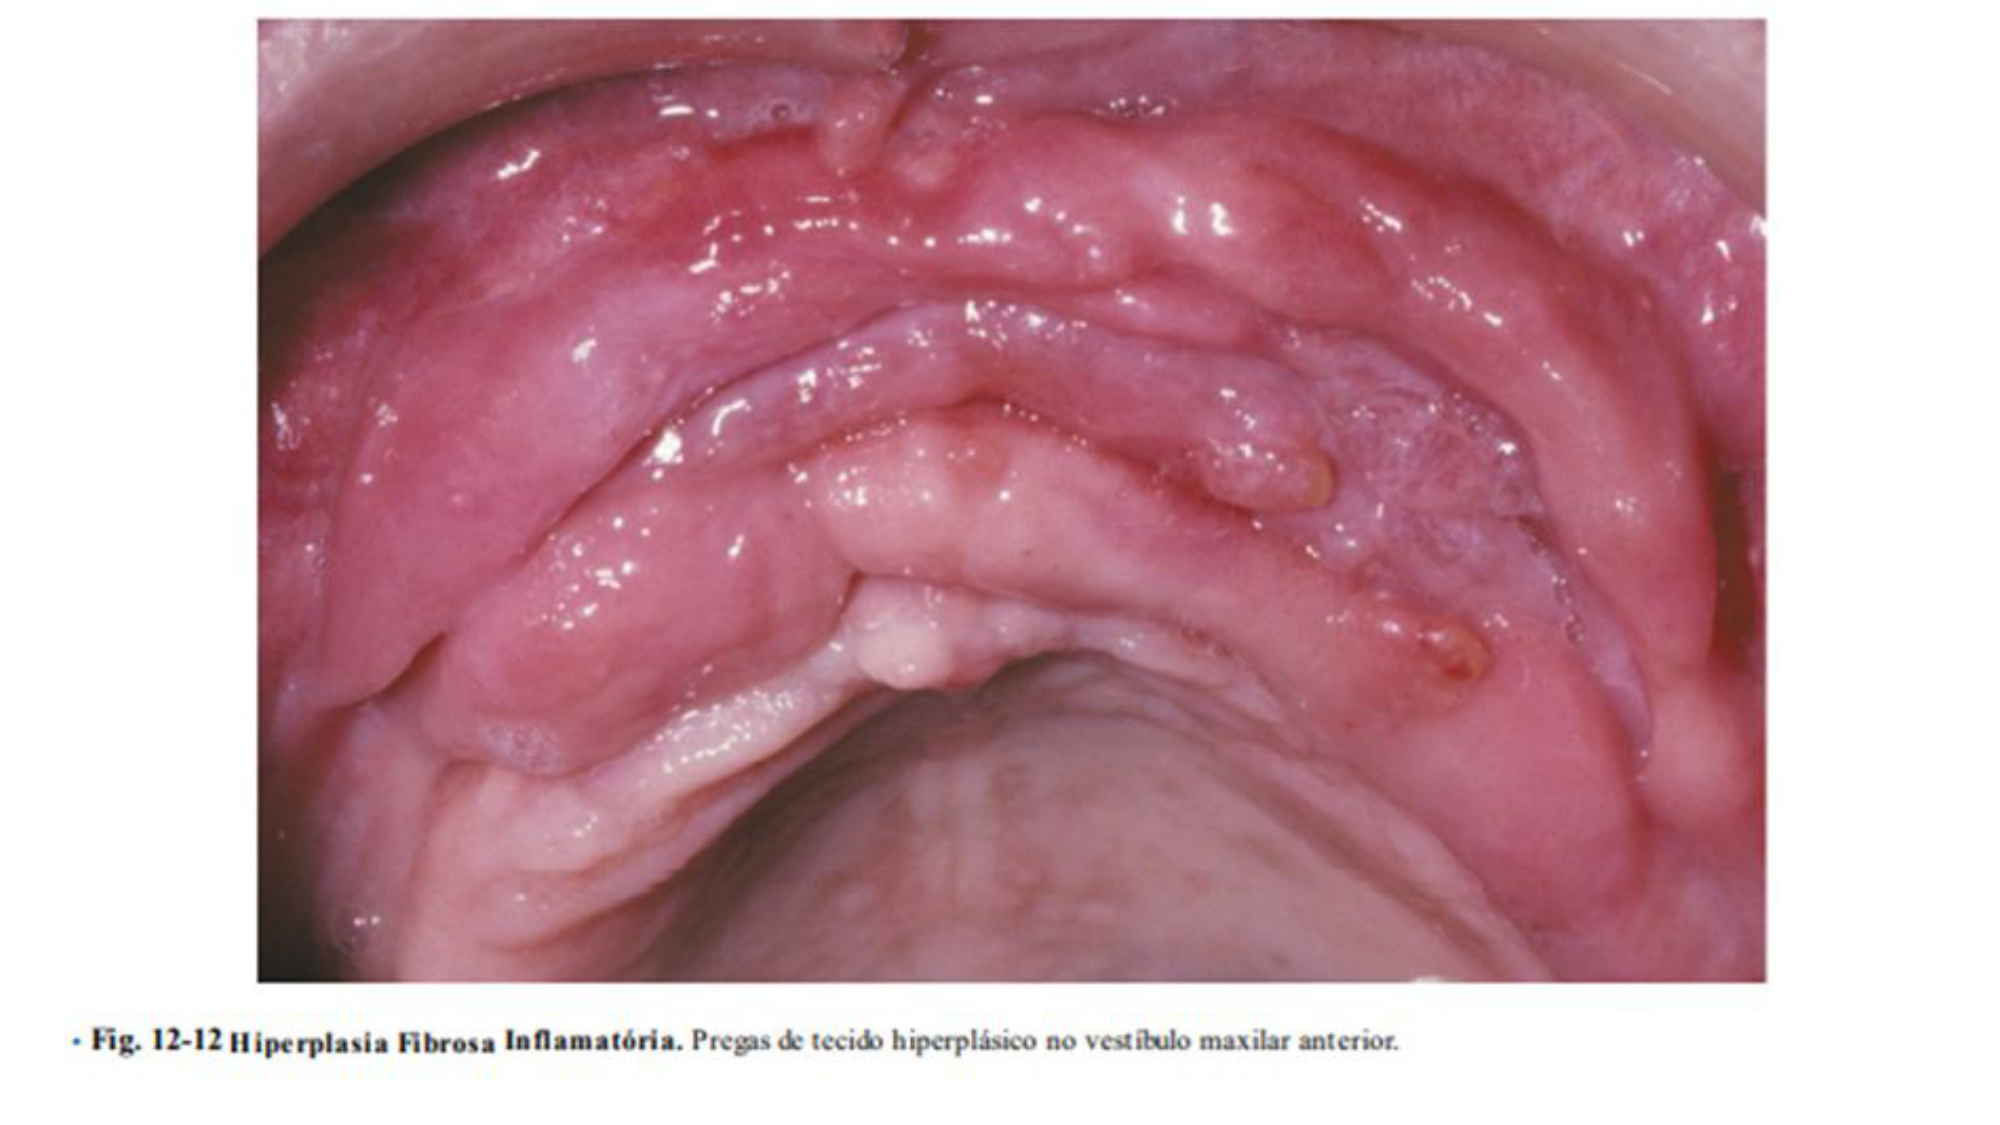 • Fig. 12-12 Hiperplasia Fibrosa Inflamatória. Pregas de tecido hiperplásico no vestíbulo maxilar anterior.